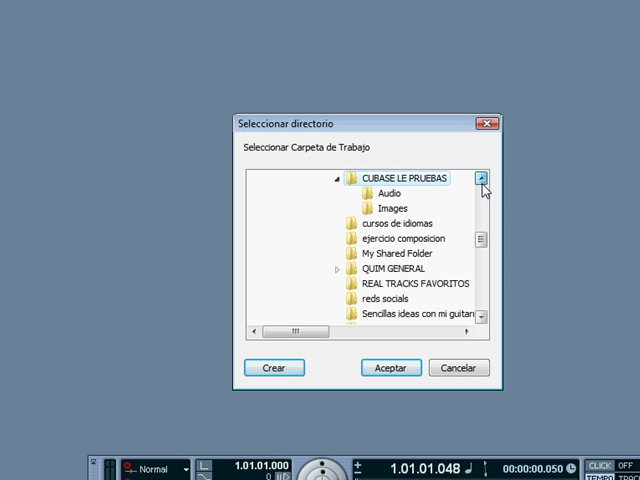 Seleccionar directorio
Seleccionar Carpeta de Trabajo
CUBASE LE PRUEBAS
Audio
Images
cursos de idiomas
ejercicio composicion
My Shared Folder
QUIM GENERAL
REAL TRACKS FAVORITOS
reds socials
Sencillas ideas con mi guitarr
Crear
Aceptar
Cancelar
Normal
1.01.01.000
0
1.01.01.048
00:00:00.050
CLICK OFF
TEMPO TRACK